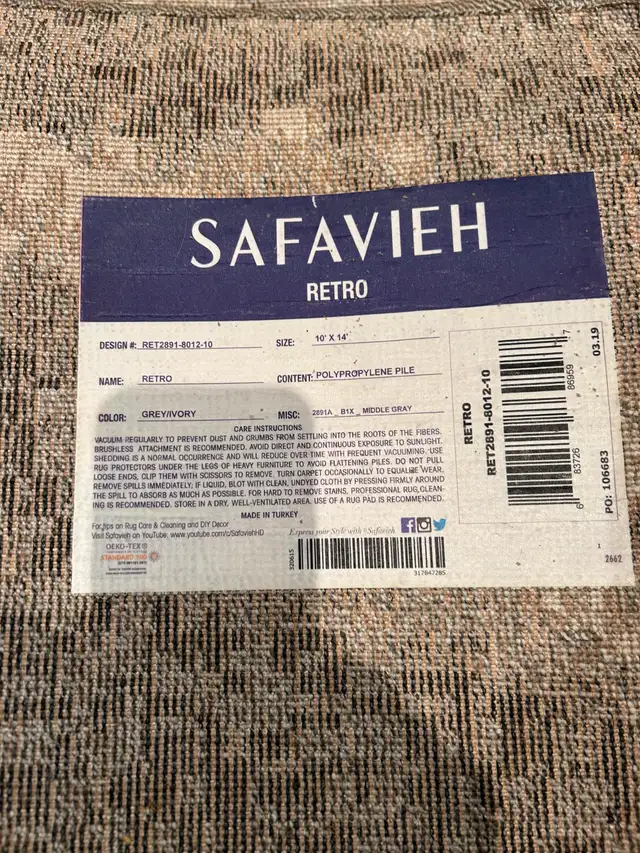 SAFAVIEH
RETRO
DESIGN #: RET2891-8012-10
SIZE: 10' X 14'
NAME: RETRO
CONTENT: POLYPROPYLENE PILE
COLOR: GREY/IVORY
MISC: 2891A _ B1X _ MIDDLE GRAY
CARE INSTRUCTIONS
VACUUM REGULARLY TO PREVENT DUST AND CRUMBS FROM SETTLING INTO THE ROOTS OF THE FIBERS.
BRUSHLESS ATTACHMENT IS RECOMMENDED. AVOID DIRECT AND CONTINUOUS EXPOSURE TO SUNLIGHT.
SHEDDING IS A NORMAL OCCURRENCE AND WILL REDUCE OVER TIME WITH FREQUENT VACUUMING. USE
RUG PROTECTORS UNDER THE LEGS OF HEAVY FURNITURE TO AVOID FLATTENING PILES. DO NOT PULL
LOOSE ENDS, CLIP THEM WITH SCISSORS TO REMOVE. TURN CARPET OCCASIONALLY TO EQUALIZE WEAR.
REMOVE SPILLS IMMEDIATELY; IF LIQUID, BLOT WITH CLEAN, UNDYED CLOTH BY PRESSING FIRMLY AROUND
THE SPILL TO ABSORB AS MUCH AS POSSIBLE. FOR HARD TO REMOVE STAINS, PROFESSIONAL RUG CLEAN-
ING IS RECOMMENDED. STORE IN A DRY, WELL-VENTILATED AREA. USE OF A RUG PAD IS RECOMMENDED.
MADE IN TURKEY
For tips on Rug Care & Cleaning and DIY Decor
Visit Safavieh on YouTube: www.youtube.com/c/SafaviehHD
Express your Style with #Safavieh
OEKO-TEX®
STANDARD 100
320615
317647285
RETRO
RET2891-8012-10
6 83726 86959 7
03.19
PO: 106683
1
2662